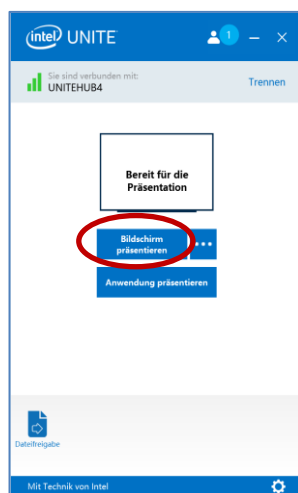 intel UNITE 1
Sie sind verbunden mit:
UNITEHUB4
Trennen
Bereit für die
Präsentation
Bildschirm
präsentieren
Anwendung präsentieren
Dateifreigabe
Mit Technik von Intel